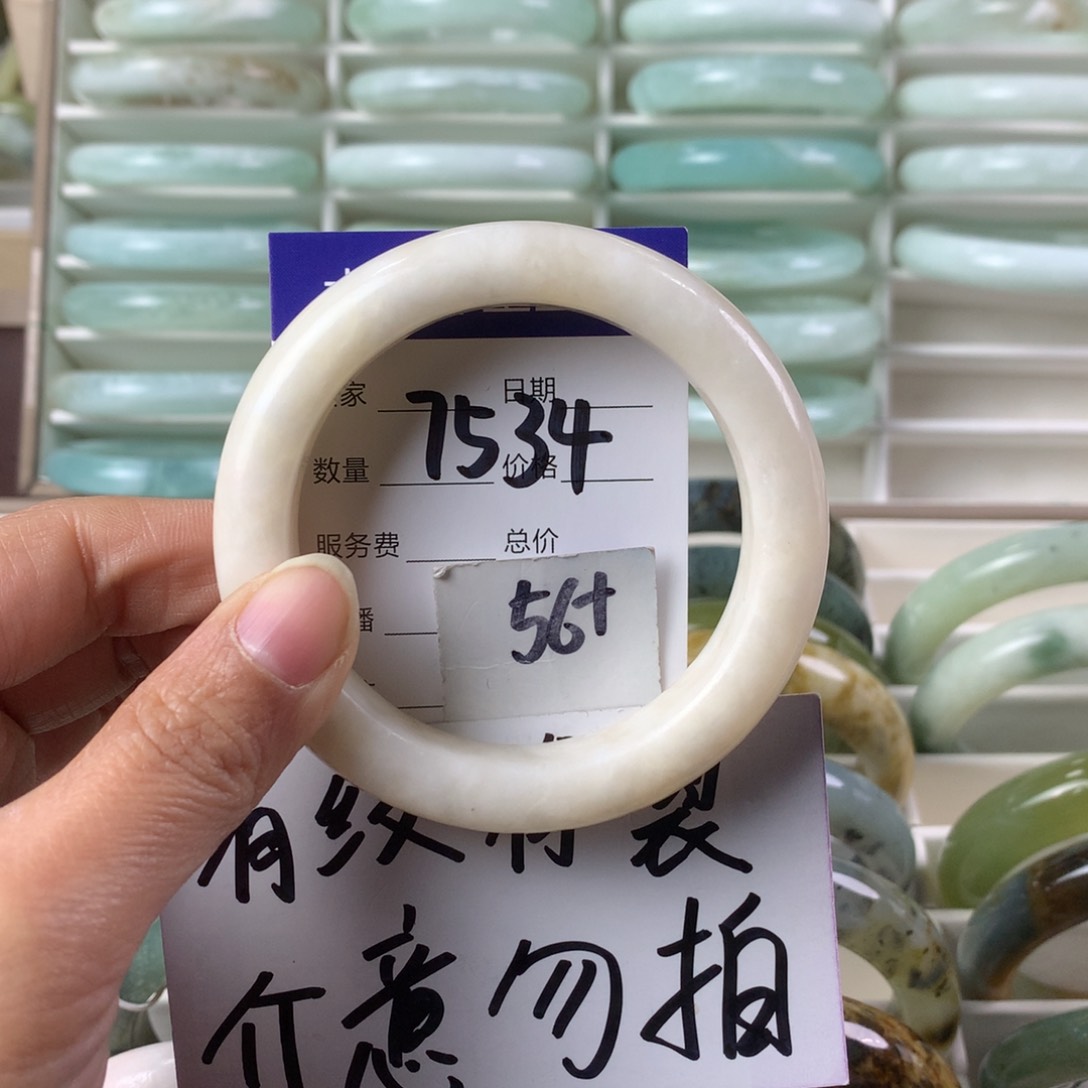 家 日期
7534
数量 价格
服务费 总价
播
56+
有纹有裂
介意勿拍